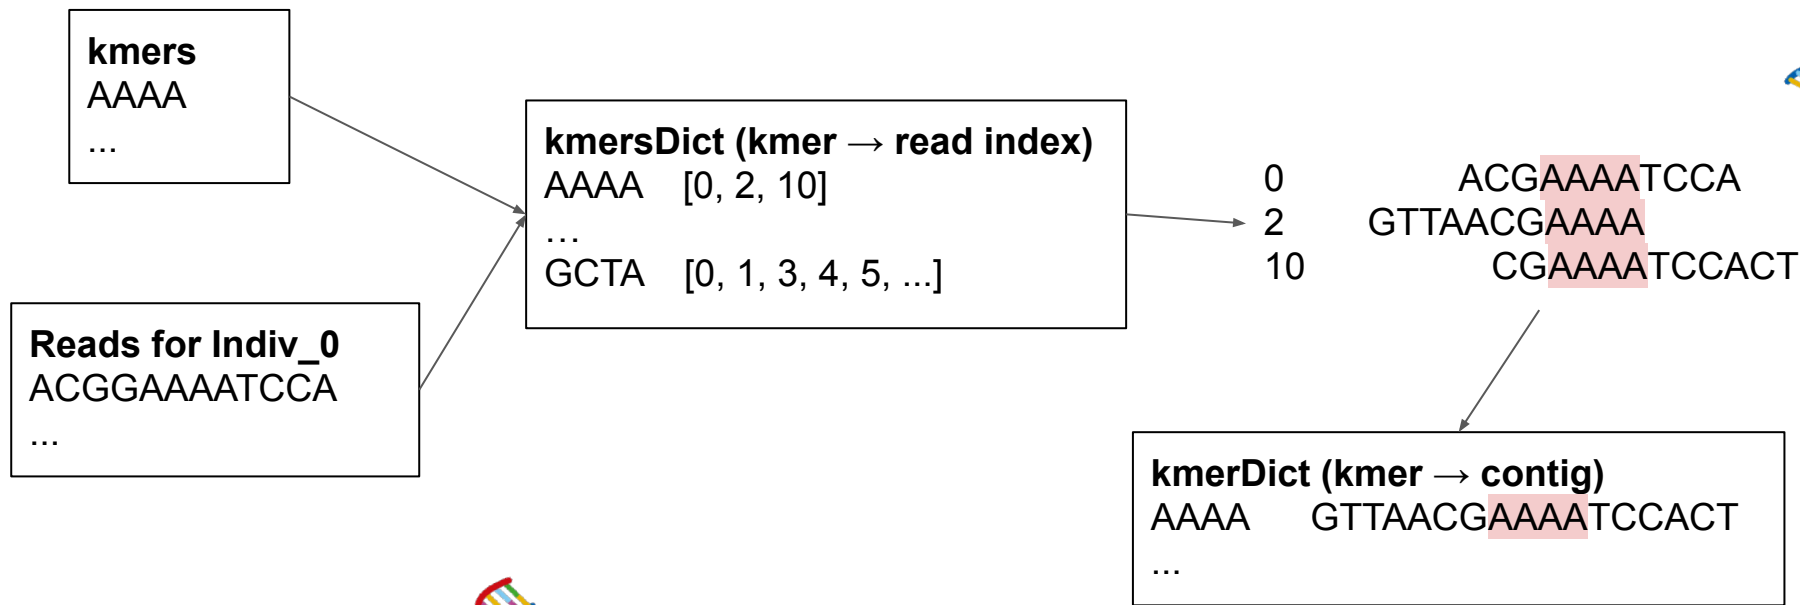 kmers
AAAA
...
Reads for Indiv_0
ACGGAAAATCCA
...
kmersDict (kmer → read index)
AAAA [0, 2, 10]
...
GCTA [0, 1, 3, 4, 5, ...]
0 ACGAAAATCCA
2 GTTAACGAAAA
10 CGAAAATCCACT
kmerDict (kmer → contig)
AAAA GTTAACGAAAATCCACT
...